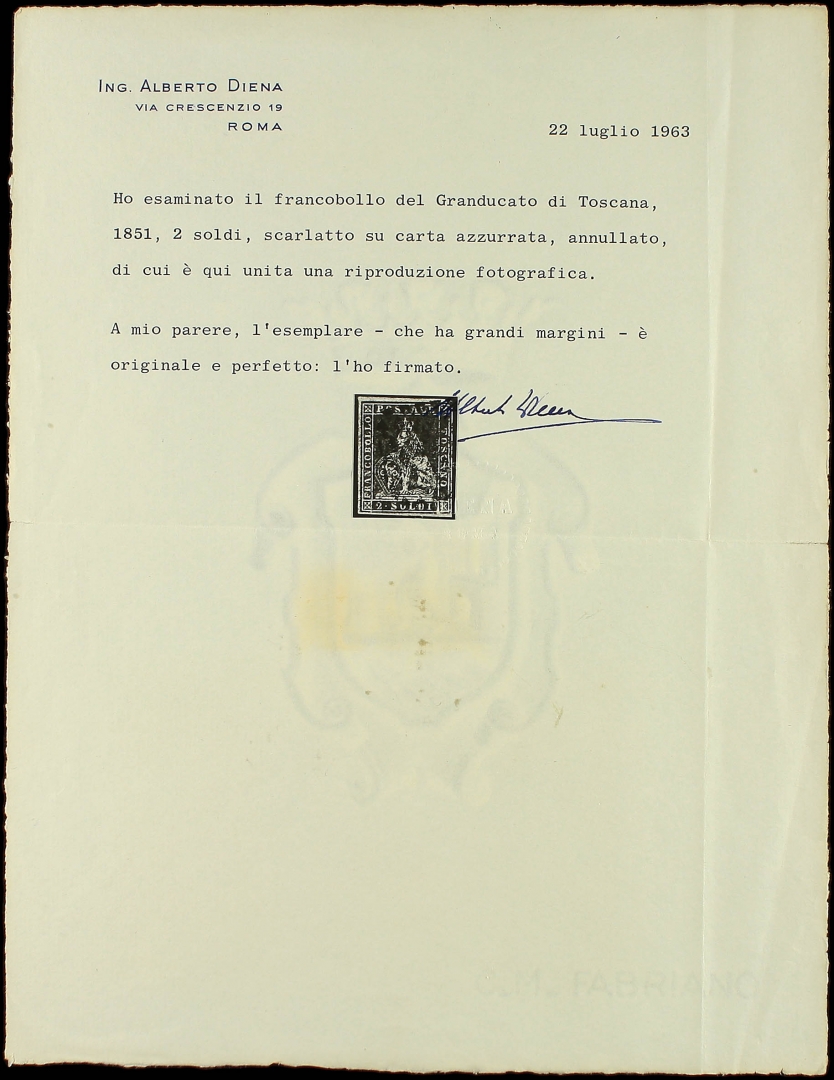 ING. ALBERTO DIENA
VIA CRESCENZIO 19
ROMA
22 luglio 1963
Ho esaminato il francobollo del Granducato di Toscana,
1851, 2 soldi, scarlatto su carta azzurrata, annullato,
di cui è qui unita una riproduzione fotografica.
A mio parere, l'esemplare - che ha grandi margini - è
originale e perfetto: l'ho firmato.
Alberto Diena
FRANCOBOLLO
TOSCANO
2 SOLDI
C.M. FABRIANO